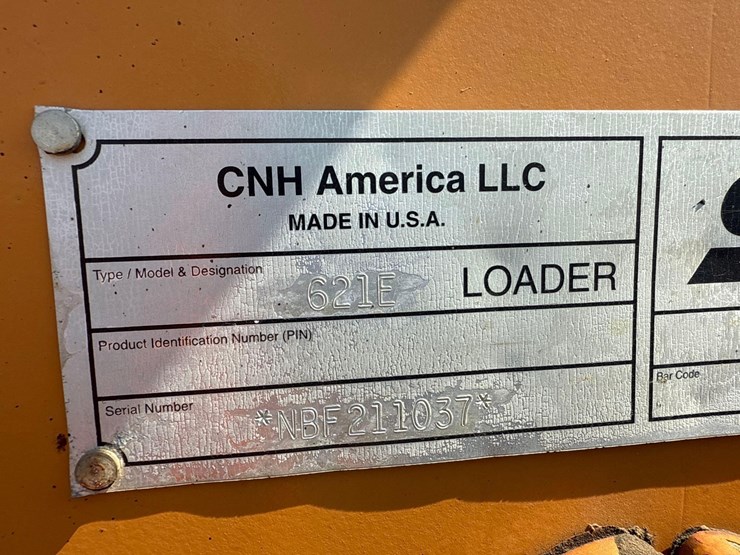 CNH America LLC
MADE IN U.S.A.
Type / Model & Designation 621E LOADER
Product Identification Number (PIN)
Serial Number *NBF211037*
Bar Code